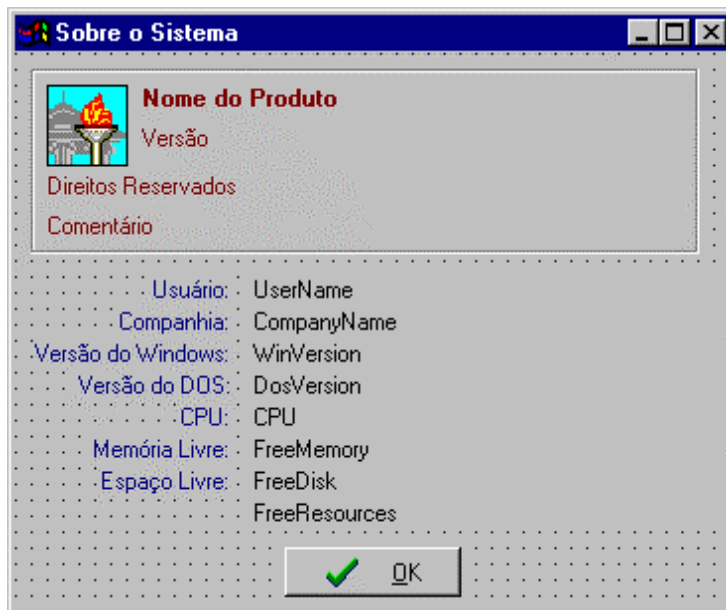 Sobre o Sistema
Nome do Produto
Versão
Direitos Reservados
Comentário
Usuário: UserName
Companhia: CompanyName
Versão do Windows: WinVersion
Versão do DOS: DosVersion
CPU: CPU
Memória Livre: FreeMemory
Espaço Livre: FreeDisk
FreeResources
OK